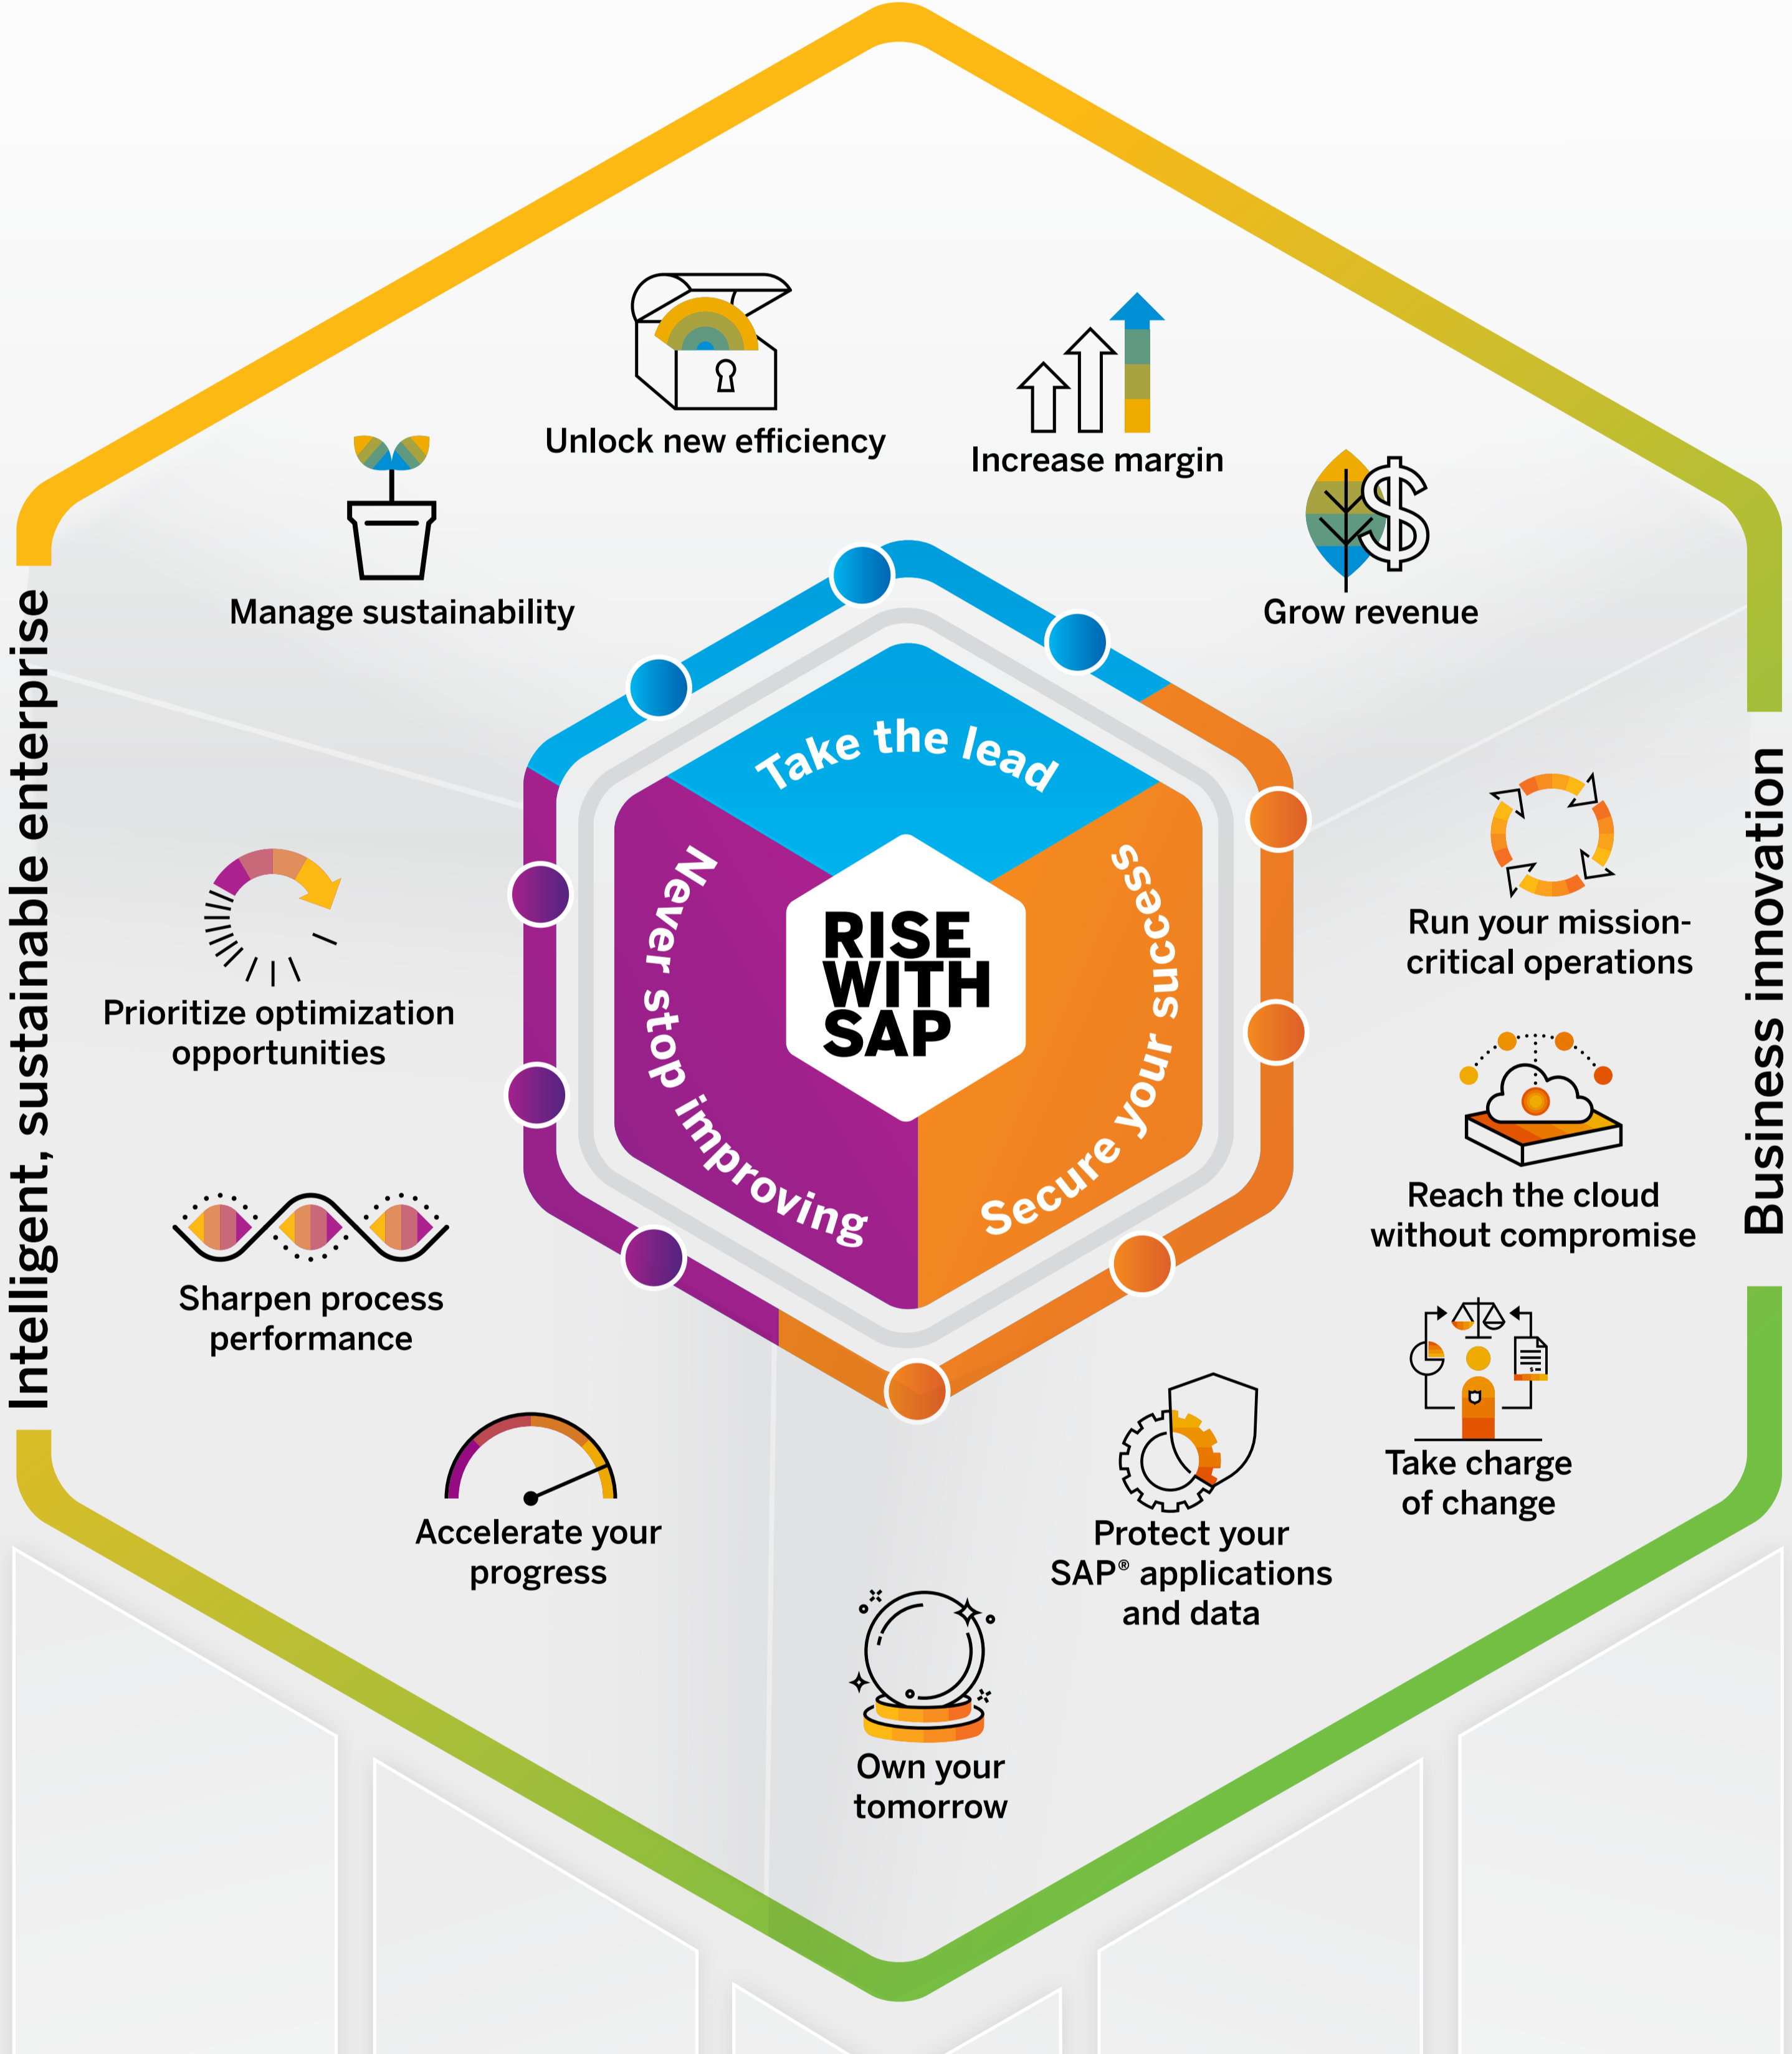 Unlock new efficiency
Increase margin
Manage sustainability
Grow revenue
Intelligent, sustainable enterprise
Business innovation
Take the lead
Never stop improving
Secure your success
RISE
WITH
SAP
Run your mission-
critical operations
Prioritize optimization
opportunities
Reach the cloud
without compromise
Sharpen process
performance
Take charge
of change
Accelerate your
progress
Protect your
SAP® applications
and data
Own your
tomorrow